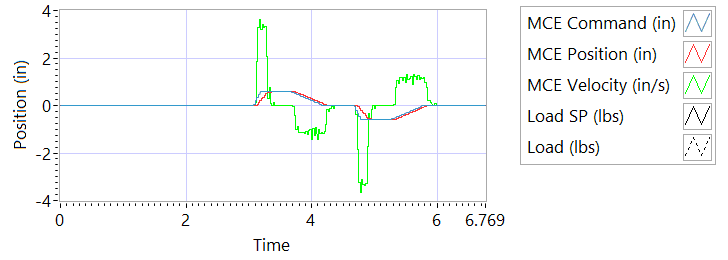 4
2
0
-2
-4
Position (in)
0
2
4
6
6.769
Time
MCE Command (in)
MCE Position (in)
MCE Velocity (in/s)
Load SP (lbs)
Load (lbs)